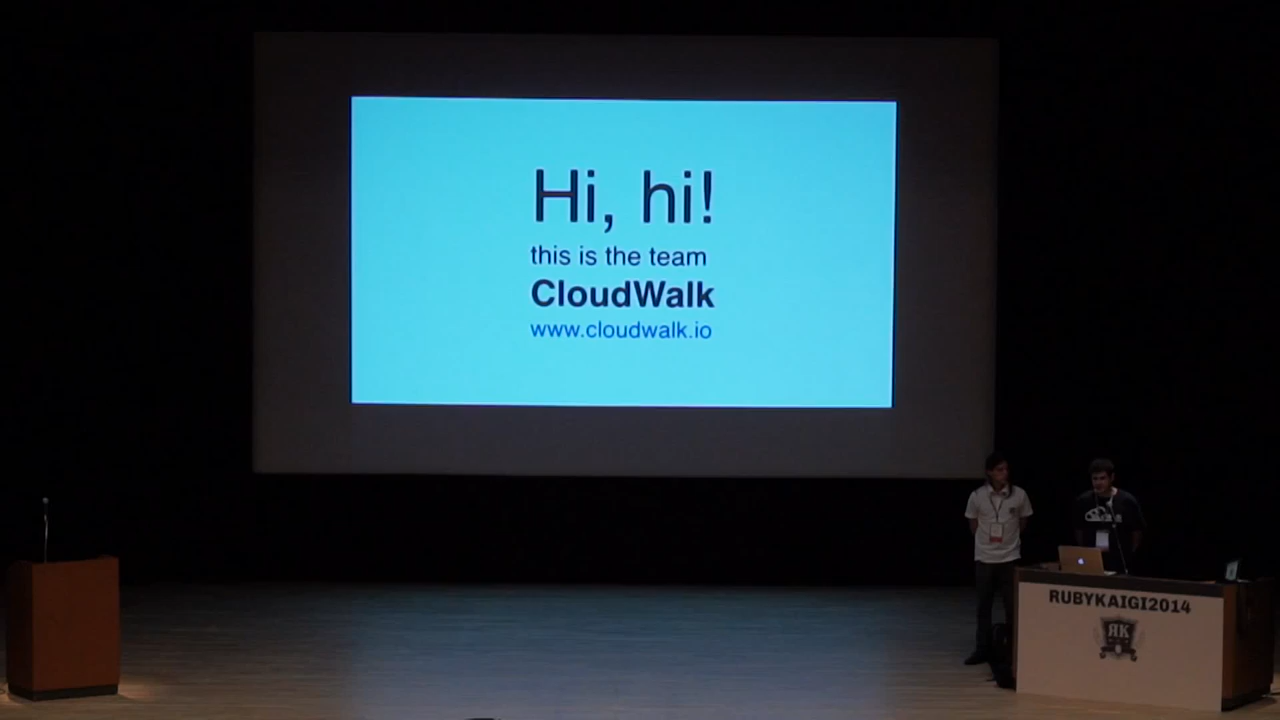 Hi, hi!
this is the team
CloudWalk
www.cloudwalk.io
RUBYKAIGI2014
RK